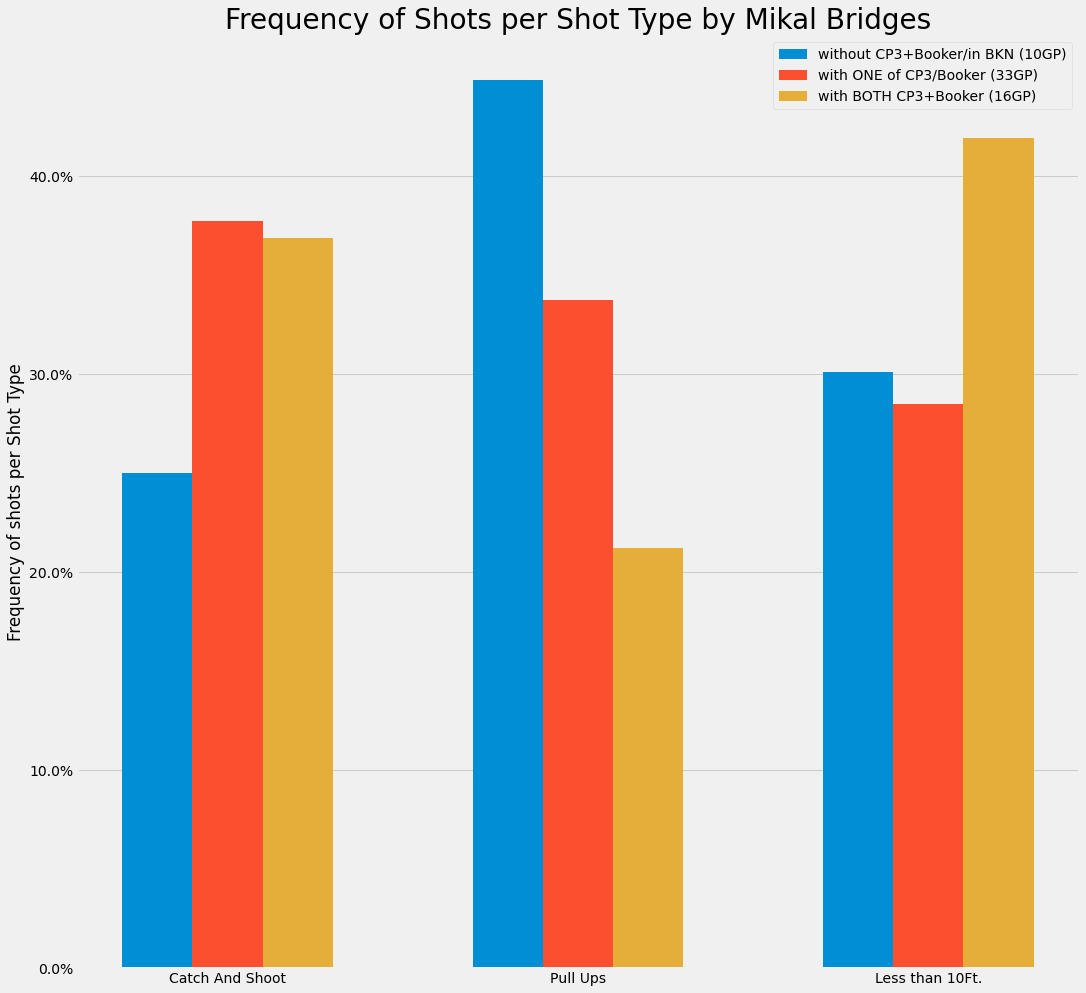 Frequency of Shots per Shot Type by Mikal Bridges
without CP3+Booker/in BKN (10GP)
with ONE of CP3/Booker (33GP)
with BOTH CP3+Booker (16GP)
Frequency of shots per Shot Type
40.0%
30.0%
20.0%
10.0%
0.0%
Catch And Shoot
Pull Ups
Less than 10Ft.